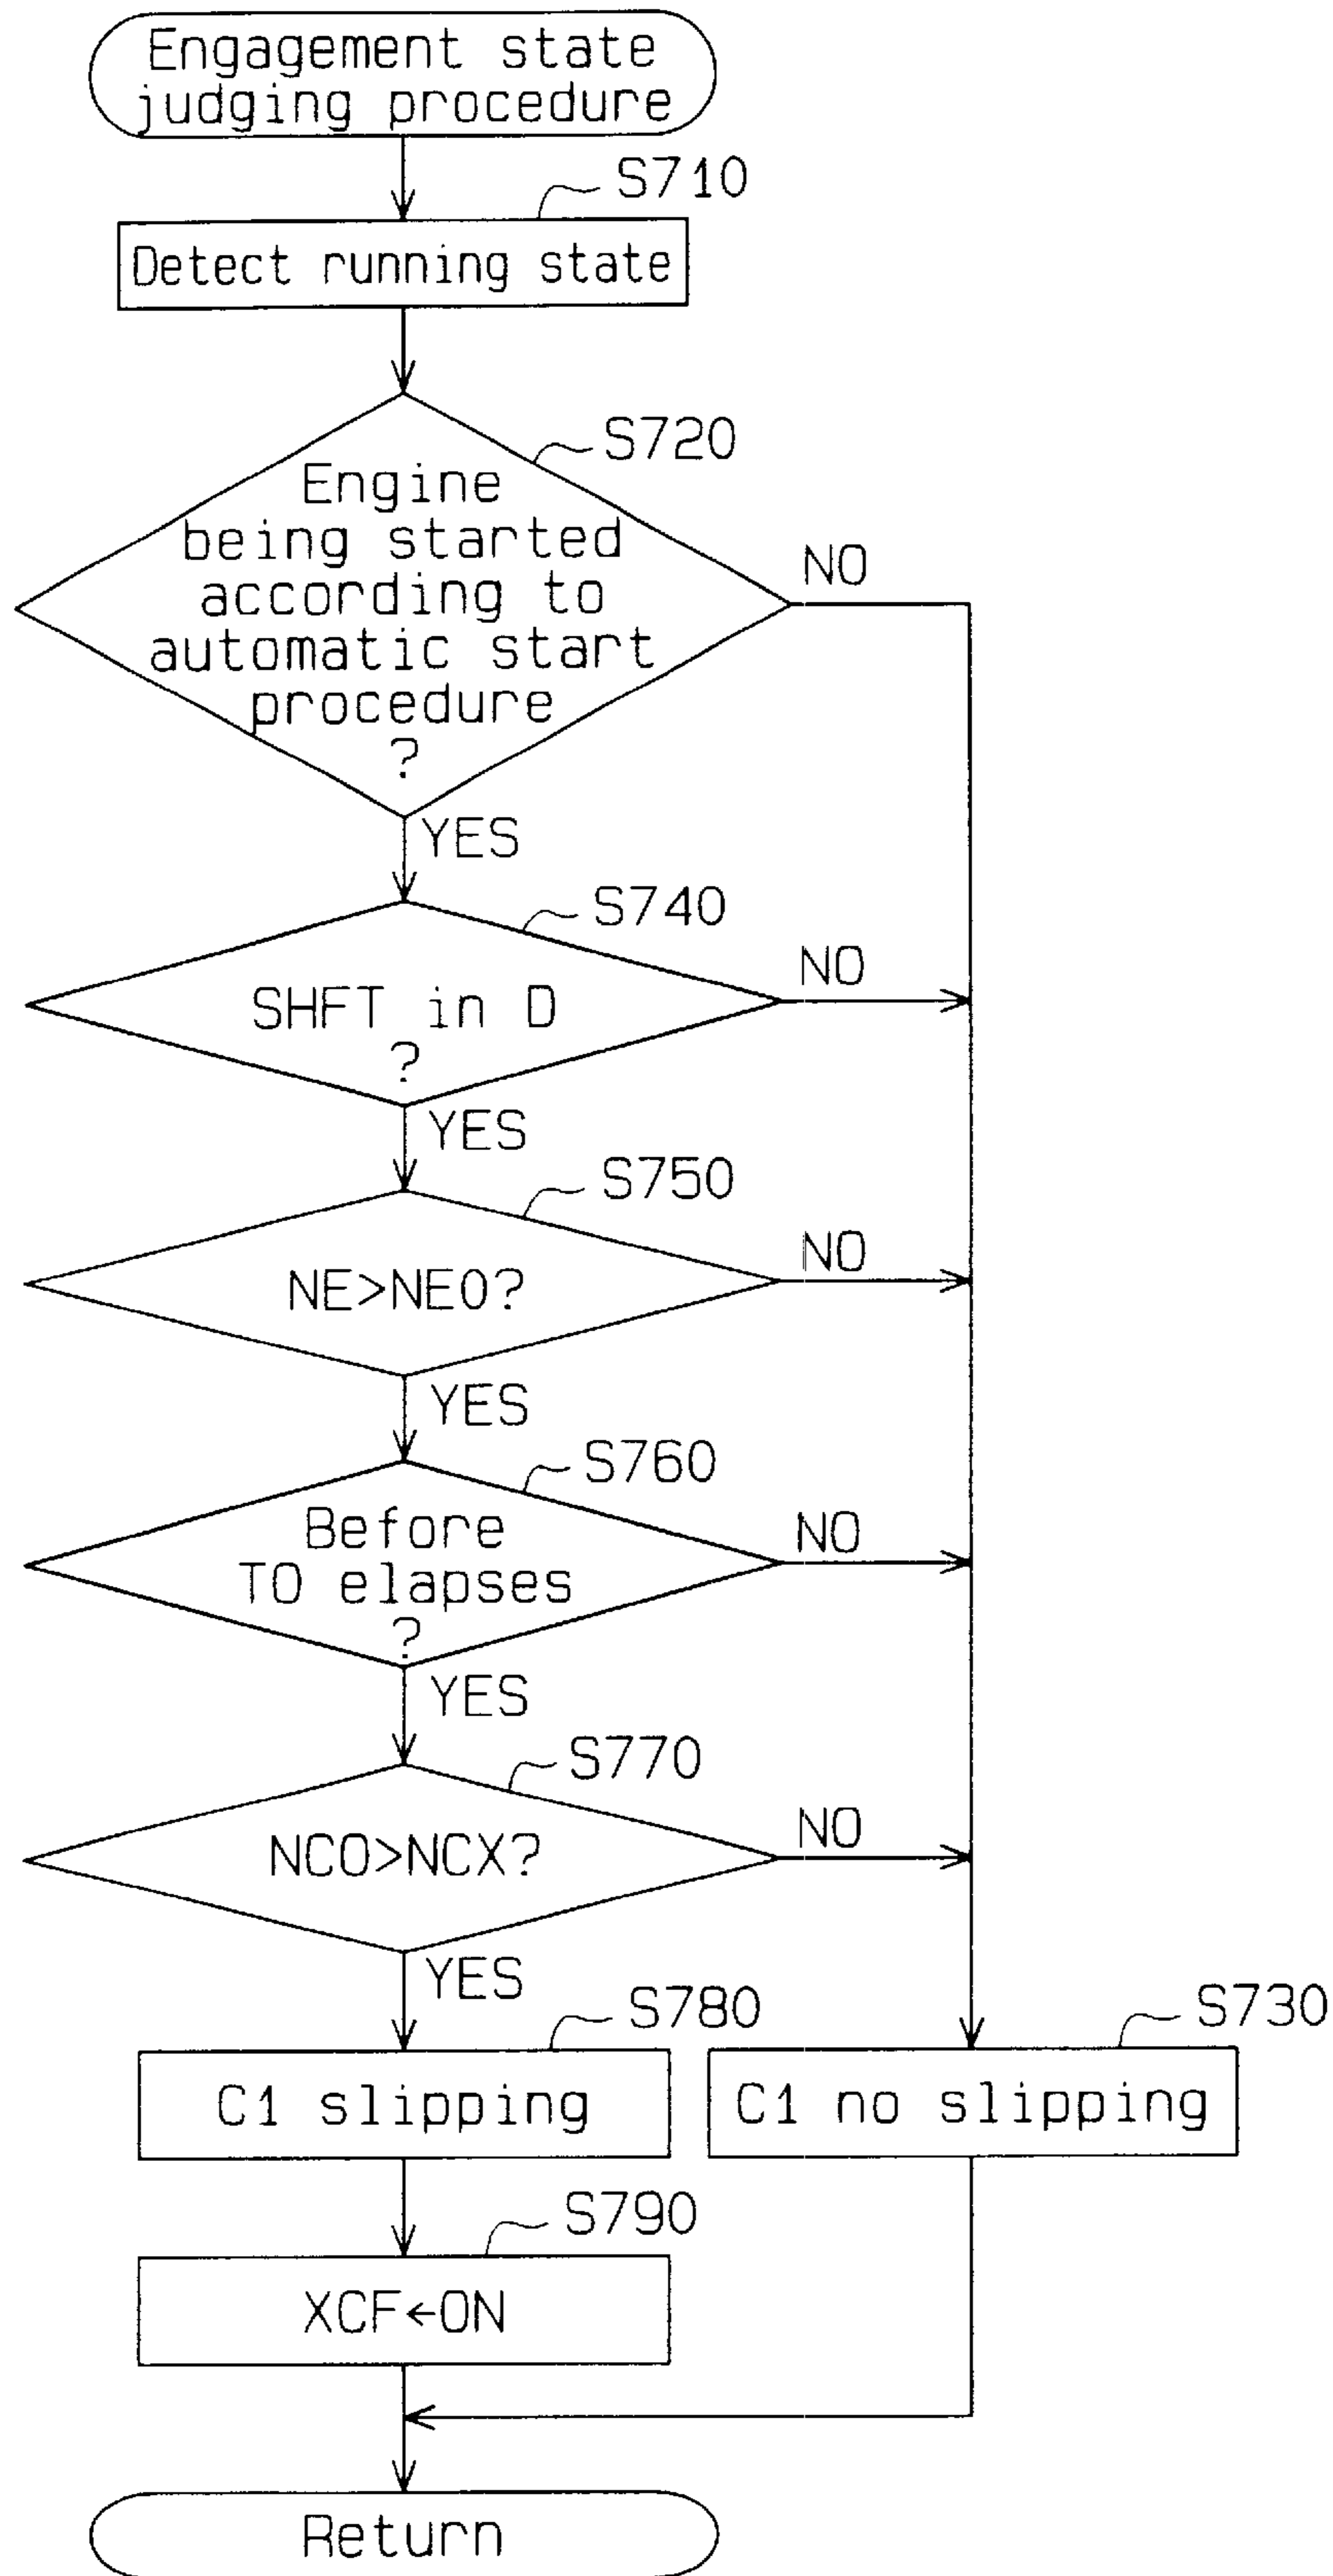 Engagement state
judging procedure
S710
Detect running state
S720
Engine
being started
according to
automatic start
procedure
?
NO
YES
S740
SHFT in D
?
NO
YES
S750
NE>NE0?
NO
YES
S760
Before
T0 elapses
?
NO
YES
S770
NC0>NCX?
NO
YES
S780
C1 slipping
S730
C1 no slipping
S790
XCF←ON
Return